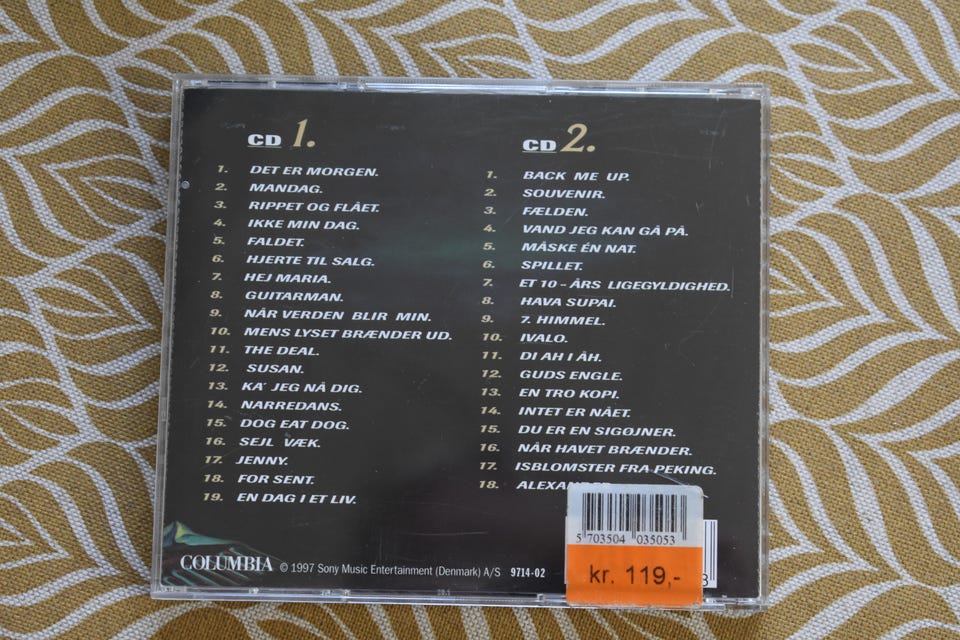 CD 1.
1. DET ER MORGEN.
2. MANDAG.
3. RIPPET OG FLÅET.
4. IKKE MIN DAG.
5. FALDET.
6. HJERTE TIL SALG.
7. HEJ MARIA.
8. GUITARMAN.
9. NÅR VERDEN BLIR MIN.
10. MENS LYSET BRÆNDER UD.
11. THE DEAL.
12. SUSAN.
13. KA' JEG NÅ DIG.
14. NARREDANS.
15. DOG EAT DOG.
16. SEJL VÆK.
17. JENNY.
18. FOR SENT.
19. EN DAG I ET LIV.
CD 2.
1. BACK ME UP.
2. SOUVENIR.
3. FÆLDEN.
4. VAND JEG KAN GÅ PÅ.
5. MÅSKE ÉN NAT.
6. SPILLET.
7. ET 10 - ÅRS LIGEGYLDIGHED.
8. HAVA SUPAI.
9. 7. HIMMEL.
10. IVALO.
11. DI AH I ÅH.
12. GUDS ENGLE.
13. EN TRO KOPI.
14. INTET ER NÅET.
15. DU ER EN SIGØJNER.
16. NÅR HAVET BRÆNDER.
17. ISBLOMSTER FRA PEKING.
18.
COLUMBIA © 1997 Sony Music Entertainment (Denmark) A/S 9714-02
5 703504 035053
kr. 119,-